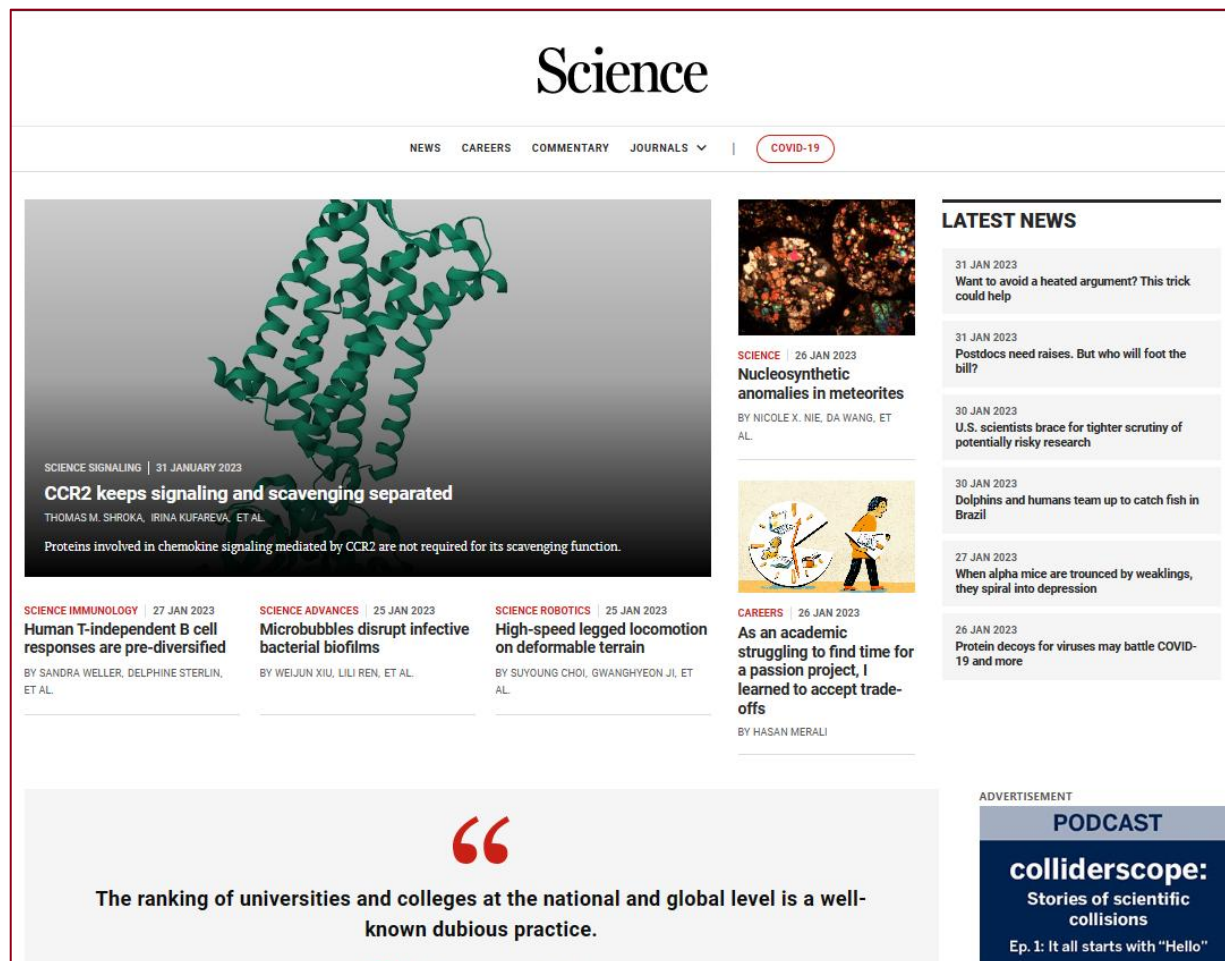 Science
NEWS CAREERS COMMENTARY JOURNALS | COVID-19
SCIENCE SIGNALING | 31 JANUARY 2023
CCR2 keeps signaling and scavenging separated
THOMAS M. SHROKA, IRINA KUFAREVA, ET AL.
Proteins involved in chemokine signaling mediated by CCR2 are not required for its scavenging function.
SCIENCE IMMUNOLOGY | 27 JAN 2023
Human T-independent B cell
responses are pre-diversified
BY SANDRA WELLER, DELPHINE STERLIN,
ET AL.
SCIENCE ADVANCES | 25 JAN 2023
Microbubbles disrupt infective
bacterial biofilms
BY WEIJUN XIU, LILI REN, ET AL.
SCIENCE ROBOTICS | 25 JAN 2023
High-speed legged locomotion
on deformable terrain
BY SUYOUNG CHOI, GWANGHYEON JI, ET
AL.
SCIENCE | 26 JAN 2023
Nucleosynthetic
anomalies in meteorites
BY NICOLE X. NIE, DA WANG, ET
AL.
CAREERS | 26 JAN 2023
As an academic
struggling to find time for
a passion project, I
learned to accept trade-
offs
BY HASAN MERALI
LATEST NEWS
31 JAN 2023
Want to avoid a heated argument? This trick
could help
31 JAN 2023
Postdocs need raises. But who will foot the
bill?
30 JAN 2023
U.S. scientists brace for tighter scrutiny of
potentially risky research
30 JAN 2023
Dolphins and humans team up to catch fish in
Brazil
27 JAN 2023
When alpha mice are trounced by weaklings,
they spiral into depression
26 JAN 2023
Protein decoys for viruses may battle COVID-
19 and more
“
The ranking of universities and colleges at the national and global level is a well-
known dubious practice.
ADVERTISEMENT
PODCAST
colliderscope:
Stories of scientific
collisions
Ep. 1: It all starts with “Hello”